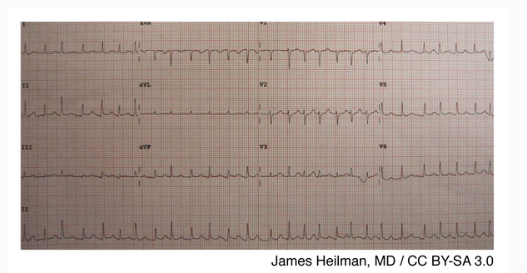 I aVR V1 V4
II aVL V2 V5
III aVF V3 V6
II
James Heilman, MD / CC BY-SA 3.0